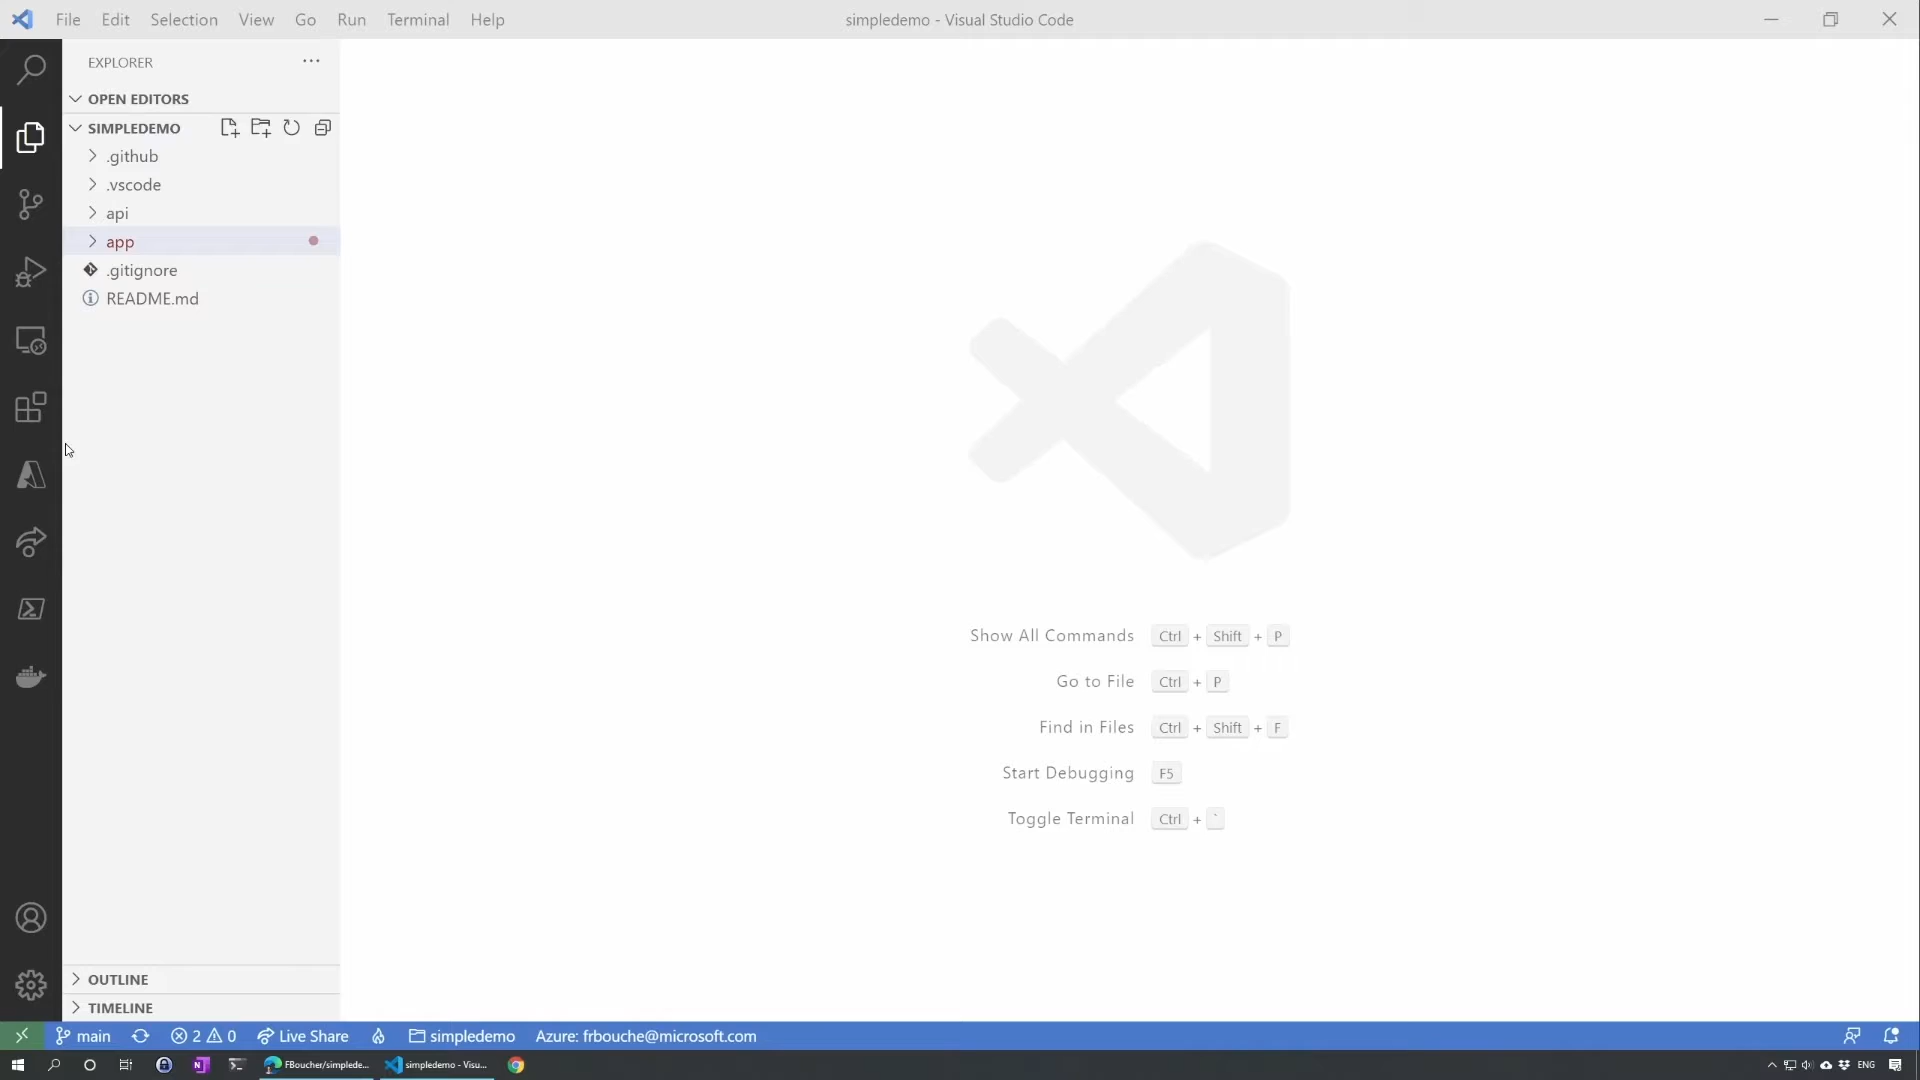 File Edit Selection View Go Run Terminal Help
simpledemo - Visual Studio Code
EXPLORER
OPEN EDITORS
SIMPLEDEMO
.github
.vscode
api
app
.gitignore
README.md
Show All Commands Ctrl + Shift + P
Go to File Ctrl + P
Find in Files Ctrl + Shift + F
Start Debugging F5
Toggle Terminal Ctrl + `
OUTLINE
TIMELINE
main 2 0 Live Share simpledemo Azure: frbouche@microsoft.com
FBoucher/simplede... simpledemo - Visu... ENG